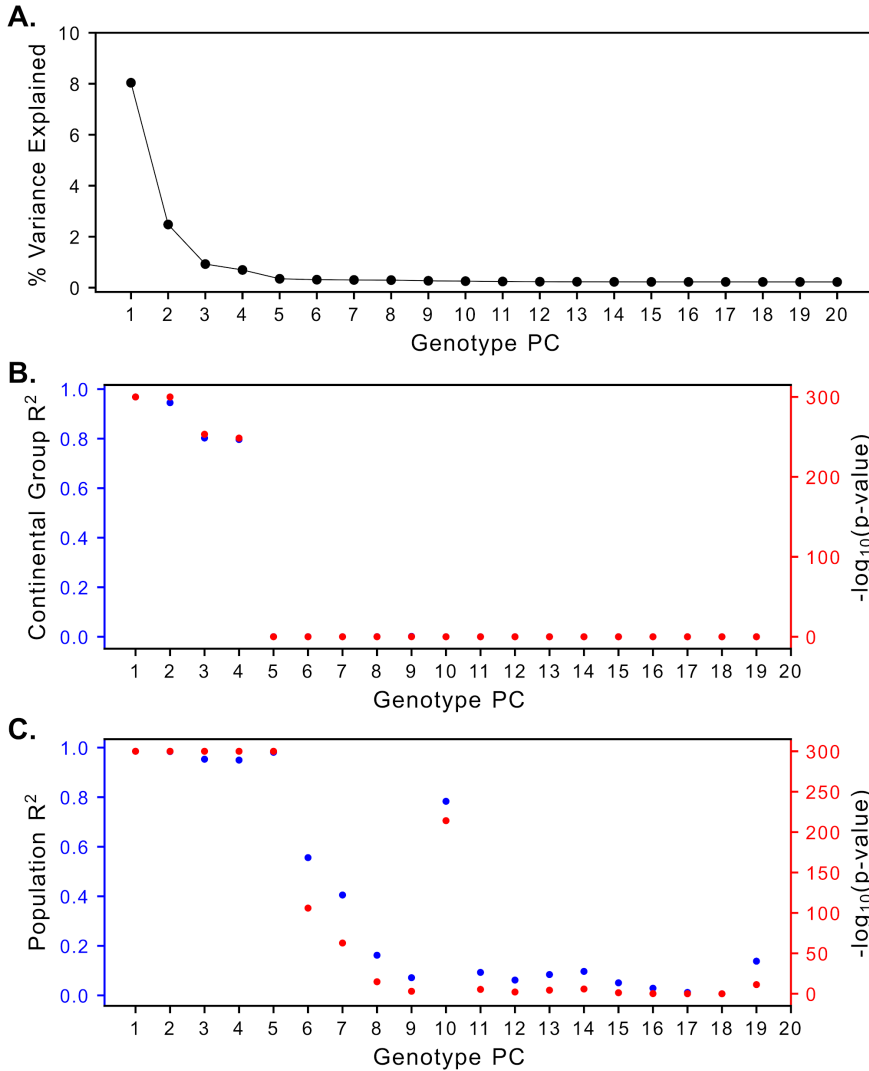 A.
% Variance Explained
10
8
6
4
2
0
1 2 3 4 5 6 7 8 9 10 11 12 13 14 15 16 17 18 19 20
Genotype PC
B.
Continental Group R²
1.0
0.8
0.6
0.4
0.2
0.0
300
200
100
0
-log₁₀(p-value)
1 2 3 4 5 6 7 8 9 10 11 12 13 14 15 16 17 18 19 20
Genotype PC
C.
Population R²
1.0
0.8
0.6
0.4
0.2
0.0
300
250
200
150
100
50
0
-log₁₀(p-value)
1 2 3 4 5 6 7 8 9 10 11 12 13 14 15 16 17 18 19 20
Genotype PC